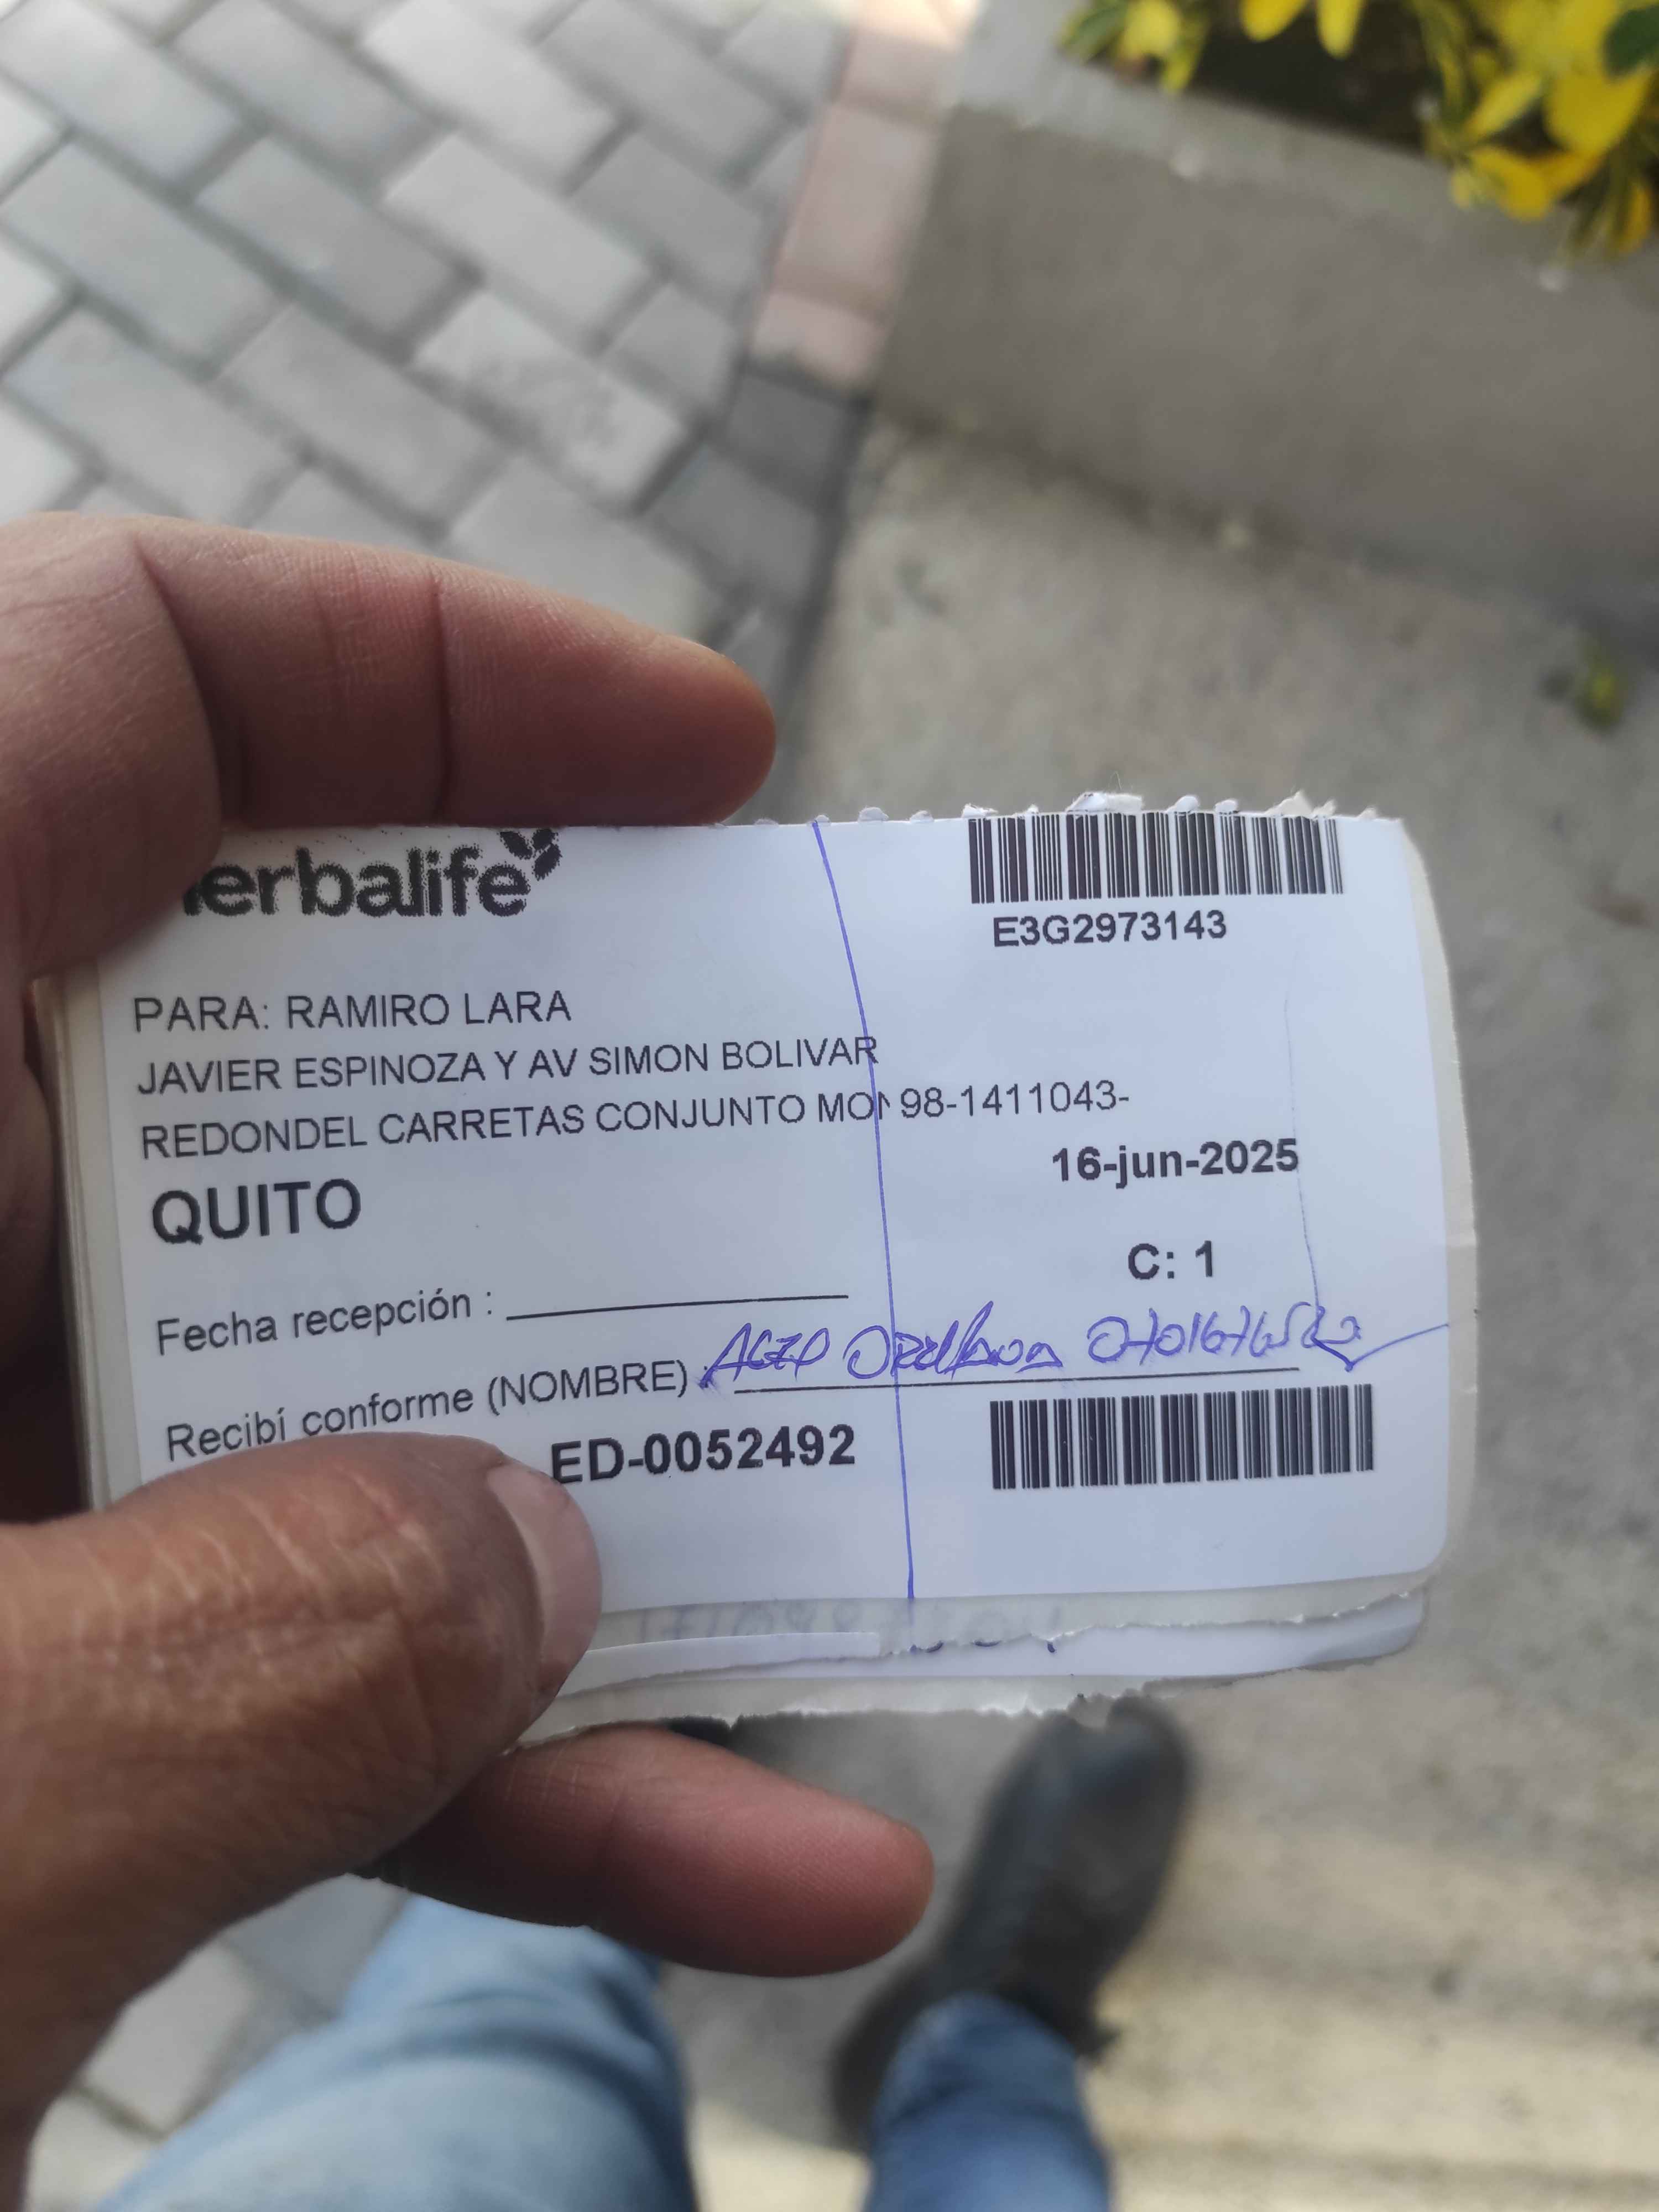 erbalife
E3G2973143
PARA: RAMIRO LARA
JAVIER ESPINOZA Y AV SIMON BOLIVAR
REDONDEL CARRETAS CONJUNTO MON 98-1411043-
16-jun-2025
QUITO
C: 1
Fecha recepción :
Recibí conforme (NOMBRE) : Orellana
ED-0052492